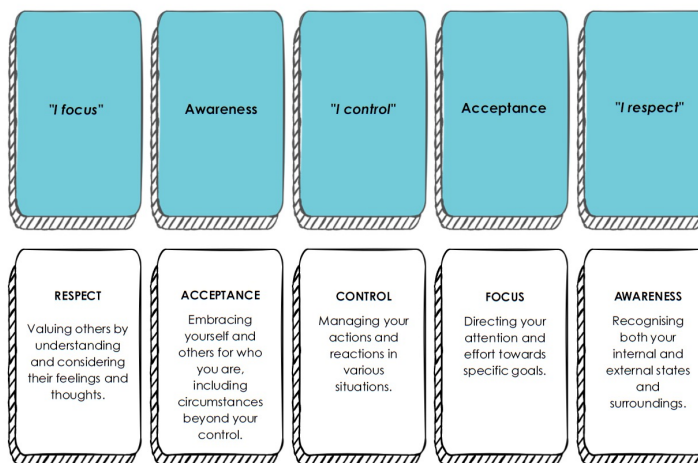 "I focus"
Awareness
"I control"
Acceptance
"I respect"
RESPECT
Valuing others by
understanding
and considering
their feelings and
thoughts.
ACCEPTANCE
Embracing
yourself and
others for who
you are,
including
circumstances
beyond your
control.
CONTROL
Managing your
actions and
reactions in
various
situations.
FOCUS
Directing your
attention and
effort towards
specific goals.
AWARENESS
Recognising
both your
internal and
external states
and
surroundings.